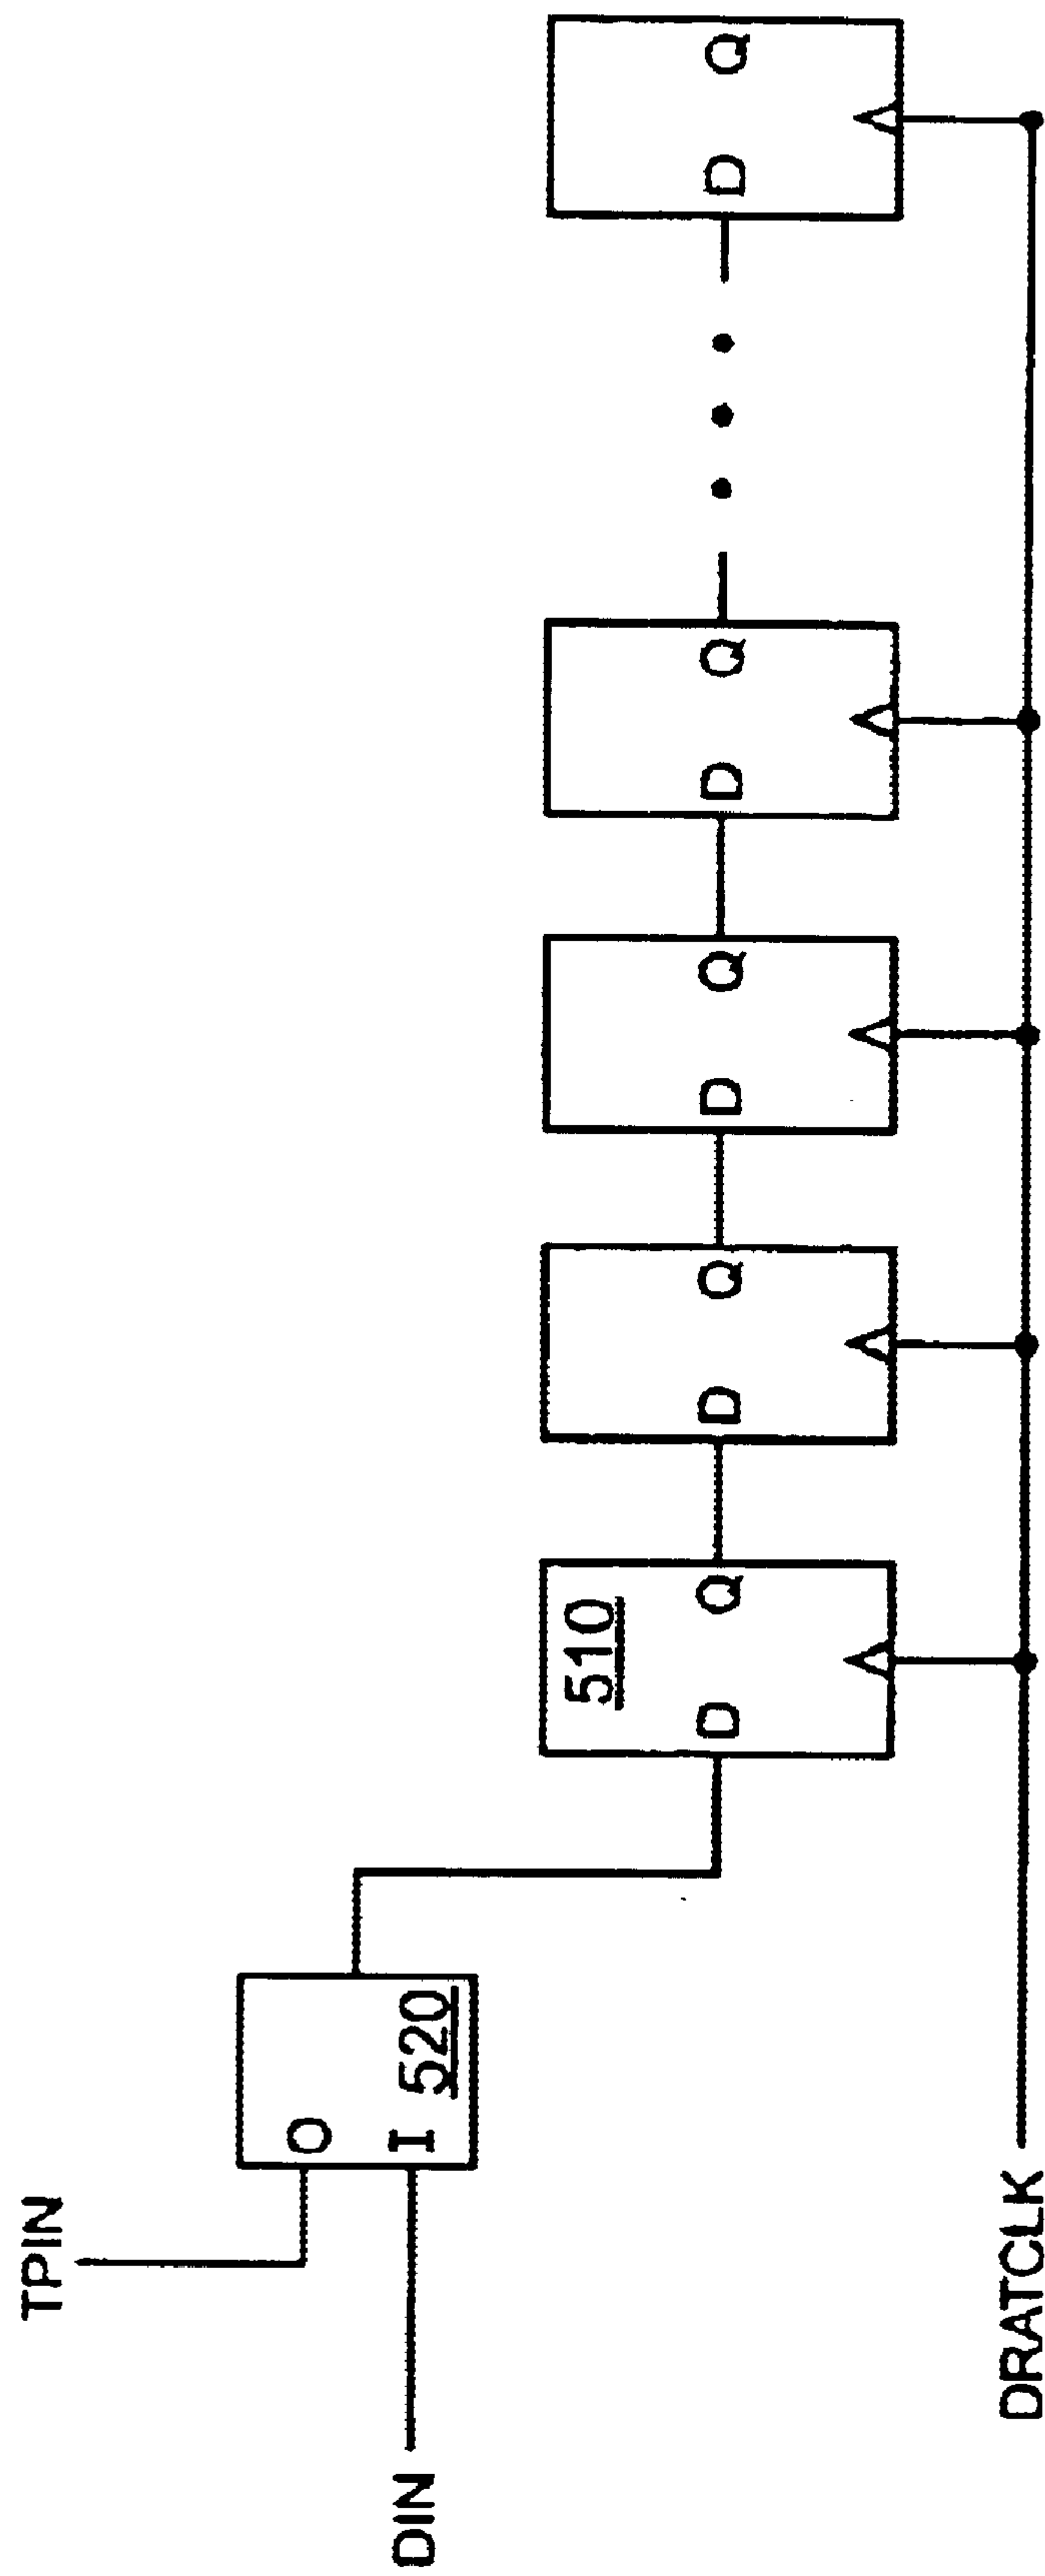 TPIN
DIN
O
I
520
510
D Q
D Q
D Q
D Q
D Q
DRATCLK